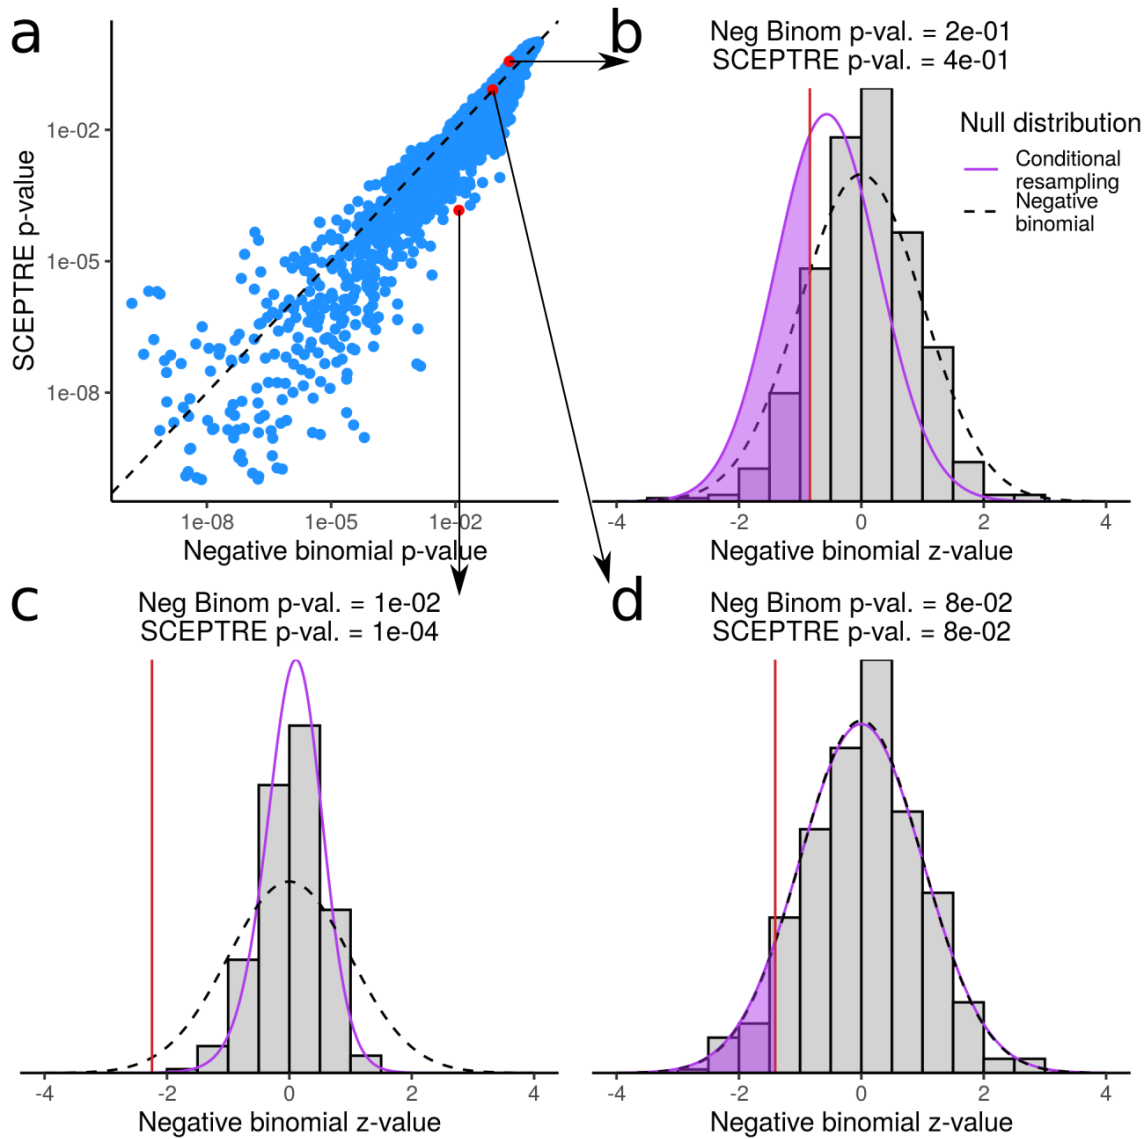 a
SCEPTRE p-value
1e-02
1e-05
1e-08
1e-08 1e-05 1e-02
Negative binomial p-value
b
Neg Binom p-val. = 2e-01
SCEPTRE p-val. = 4e-01
Null distribution
Conditional
resampling
Negative
binomial
-4 -2 0 2 4
Negative binomial z-value
c
Neg Binom p-val. = 1e-02
SCEPTRE p-val. = 1e-04
-4 -2 0 2 4
Negative binomial z-value
d
Neg Binom p-val. = 8e-02
SCEPTRE p-val. = 8e-02
-4 -2 0 2 4
Negative binomial z-value